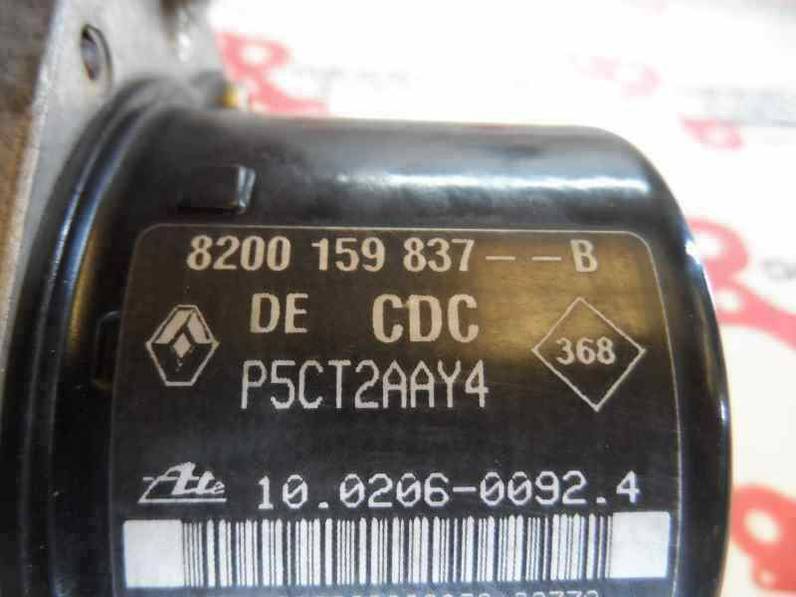 8200 159 837--B
DE CDC
368
P5CT2AAY4
Ate 10.0206-0092.4